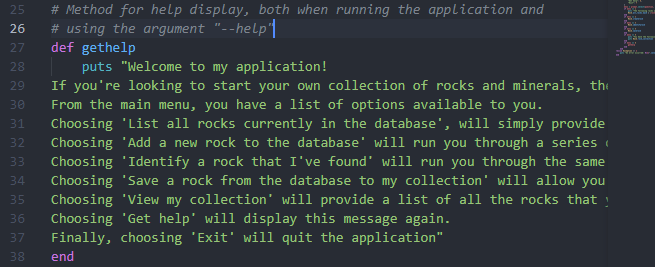 25 # Method for help display, both when running the application and
26 # using the argument "--help"
27 def gethelp
28 puts "Welcome to my application!
29 If you're looking to start your own collection of rocks and minerals,
30 From the main menu, you have a list of options available to you.
31 Choosing 'List all rocks currently in the database', will simply provide
32 Choosing 'Add a new rock to the database' will run you through a series
33 Choosing 'Identify a rock that I've found' will run you through the same
34 Choosing 'Save a rock from the database to my collection' will allow you
35 Choosing 'View my collection' will provide a list of all the rocks that
36 Choosing 'Get help' will display this message again.
37 Finally, choosing 'Exit' will quit the application"
38 end